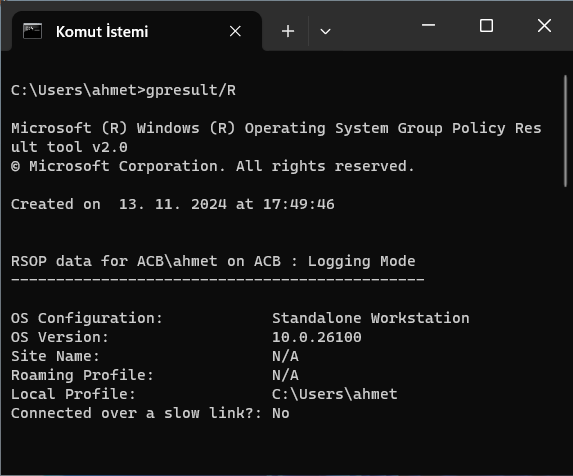 Komut İstemi
C:\Users\ahmet>gpresult/R
Microsoft (R) Windows (R) Operating System Group Policy Res
ult tool v2.0
© Microsoft Corporation. All rights reserved.
Created on  13. 11. 2024 at 17:49:46
RSOP data for ACB\ahmet on ACB : Logging Mode
----------------------------------------------
OS Configuration:            Standalone Workstation
OS Version:                  10.0.26100
Site Name:                   N/A
Roaming Profile:             N/A
Local Profile:               C:\Users\ahmet
Connected over a slow link?: No